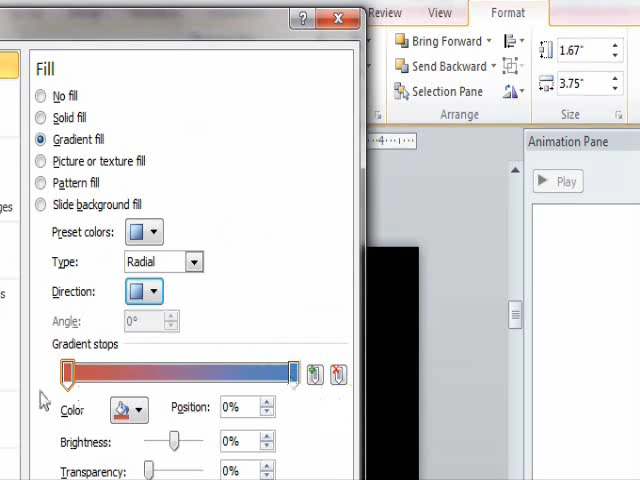 ?
Review View Format
Bring Forward
Send Backward
Selection Pane
Arrange
1.67"
3.75"
Size
Fill
No fill
Solid fill
Gradient fill
Picture or texture fill
Pattern fill
Slide background fill
Preset colors:
Type: Radial
Direction:
Angle: 0°
Gradient stops
Color Position: 0%
Brightness: 0%
Transparency: 0%
ges
s
4
Animation Pane
Play